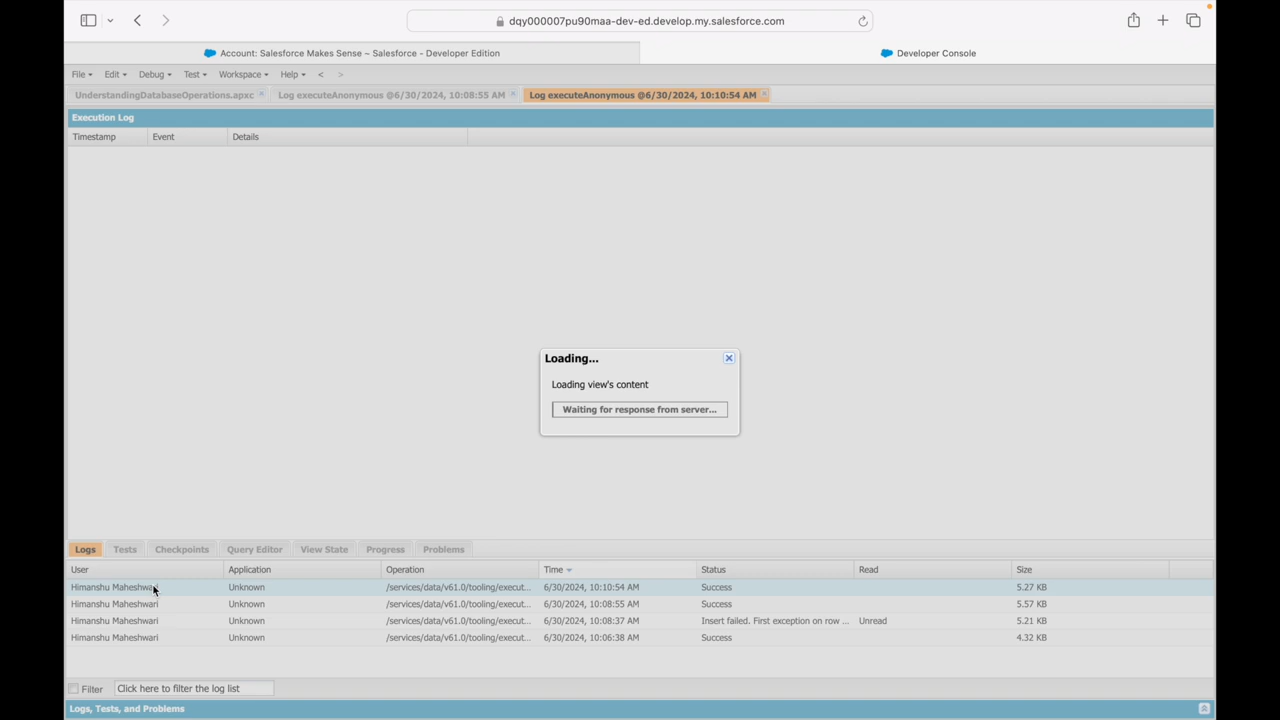 dqy000007pu90maa-dev-ed.develop.my.salesforce.com
Account: Salesforce Makes Sense ~ Salesforce - Developer Edition
Developer Console
File Edit Debug Test Workspace Help < >
UnderstandingDatabaseOperations.apxc Log executeAnonymous @6/30/2024, 10:08:55 AM Log executeAnonymous @6/30/2024, 10:10:54 AM
Execution Log
Timestamp Event Details
Loading...
Loading view's content
Waiting for response from server...
Logs Tests Checkpoints Query Editor View State Progress Problems
User Application Operation Time Status Read Size
Himanshu Maheshwari Unknown /services/data/v61.0/tooling/execut... 6/30/2024, 10:10:54 AM Success 5.27 KB
Himanshu Maheshwari Unknown /services/data/v61.0/tooling/execut... 6/30/2024, 10:08:55 AM Success 5.57 KB
Himanshu Maheshwari Unknown /services/data/v61.0/tooling/execut... 6/30/2024, 10:08:37 AM Insert failed. First exception on row ... Unread 5.21 KB
Himanshu Maheshwari Unknown /services/data/v61.0/tooling/execut... 6/30/2024, 10:06:38 AM Success 4.32 KB
Filter Click here to filter the log list
Logs, Tests, and Problems